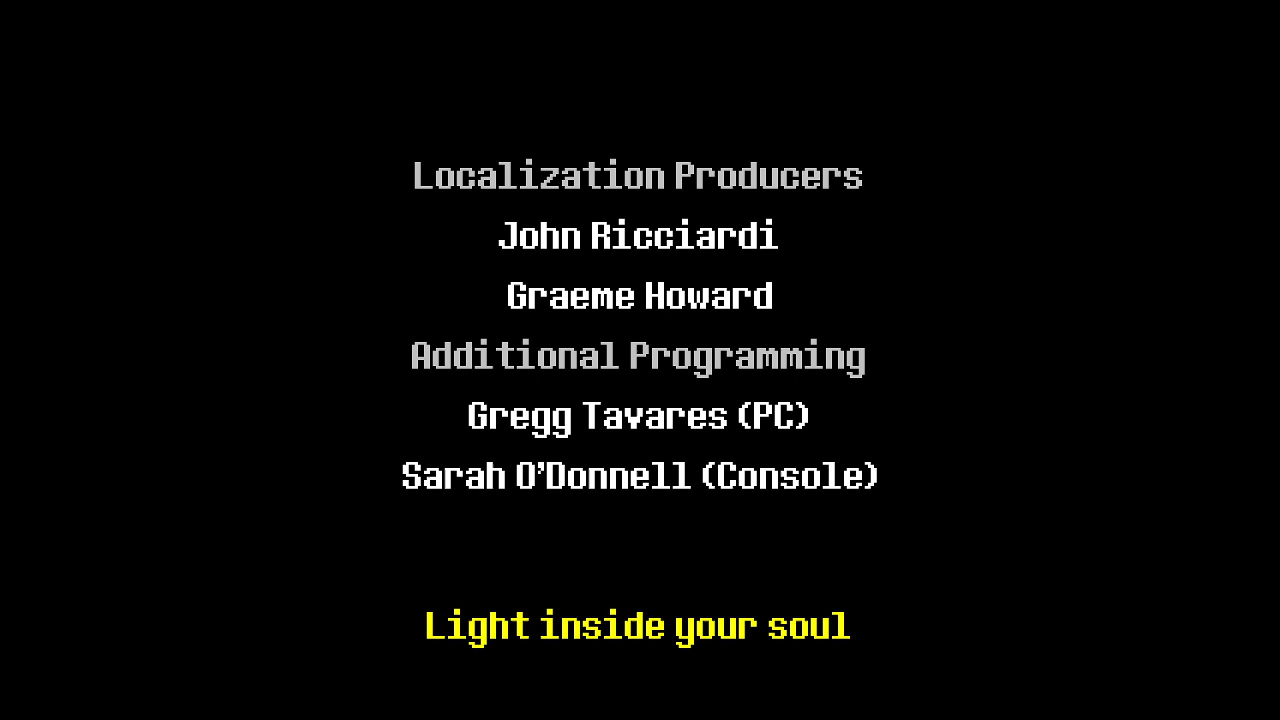 Localization Producers
John Ricciardi
Graeme Howard
Additional Programming
Gregg Tavares (PC)
Sarah O'Donnell (Console)
Light inside your soul